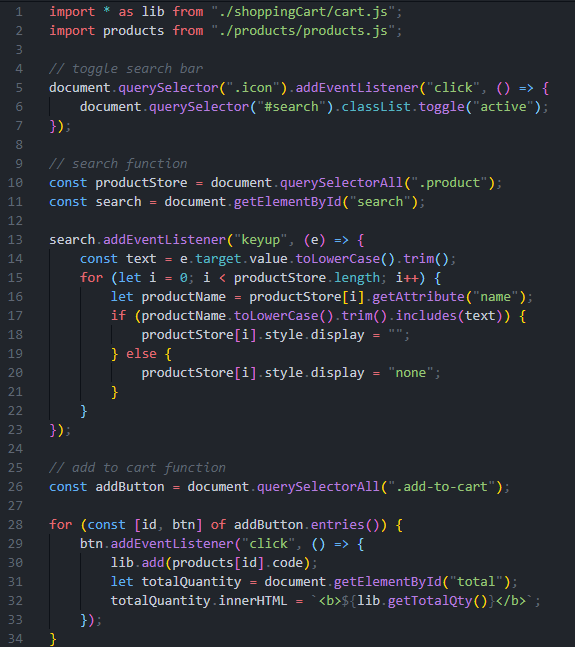 1 import * as lib from "./shoppingCart/cart.js";
2 import products from "./products/products.js";
3
4 // toggle search bar
5 document.querySelector(".icon").addEventListener("click", () => {
6     document.querySelector("#search").classList.toggle("active");
7 });
8
9 // search function
10 const productStore = document.querySelectorAll(".product");
11 const search = document.getElementById("search");
12
13 search.addEventListener("keyup", (e) => {
14     const text = e.target.value.toLowerCase().trim();
15     for (let i = 0; i < productStore.length; i++) {
16         let productName = productStore[i].getAttribute("name");
17         if (productName.toLowerCase().trim().includes(text)) {
18             productStore[i].style.display = "";
19         } else {
20             productStore[i].style.display = "none";
21         }
22     }
23 });
24
25 // add to cart function
26 const addButton = document.querySelectorAll(".add-to-cart");
27
28 for (const [id, btn] of addButton.entries()) {
29     btn.addEventListener("click", () => {
30         lib.add(products[id].code);
31         let totalQuantity = document.getElementById("total");
32         totalQuantity.innerHTML = `<b>${lib.getTotalQty()}</b>`;
33     });
34 }